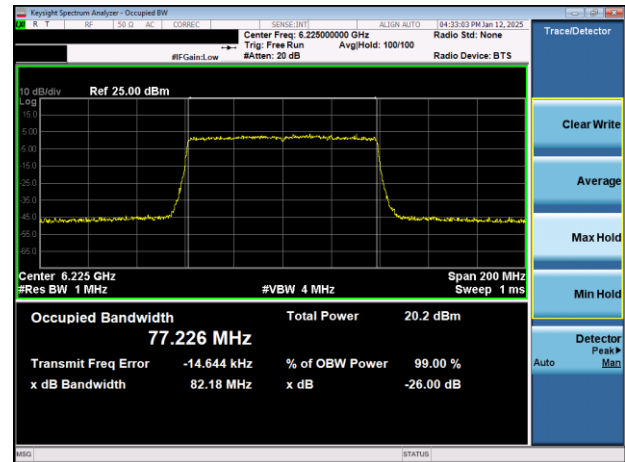 Keysight Spectrum Analyzer - Occupied BW
R T RF 50 Ω AC CORREC SENSE:INT ALIGN AUTO 04:33:03 PM Jan 12, 2025
Center Freq: 6.225000000 GHz Radio Std: None
Trig: Free Run Avg|Hold: 100/100
#IFGain:Low #Atten: 20 dB Radio Device: BTS
Trace/Detector
10 dB/div Ref 25.00 dBm
Log
15.0
5.00
-5.00
-15.0
-25.0
-35.0
-45.0
-55.0
-65.0
Center 6.225 GHz Span 200 MHz
#Res BW 1 MHz #VBW 4 MHz Sweep 1 ms
Occupied Bandwidth Total Power 20.2 dBm
77.226 MHz
Transmit Freq Error -14.644 kHz % of OBW Power 99.00 %
x dB Bandwidth 82.18 MHz x dB -26.00 dB
Clear Write
Average
Max Hold
Min Hold
Detector
Peak▶
Auto Man
MSG STATUS